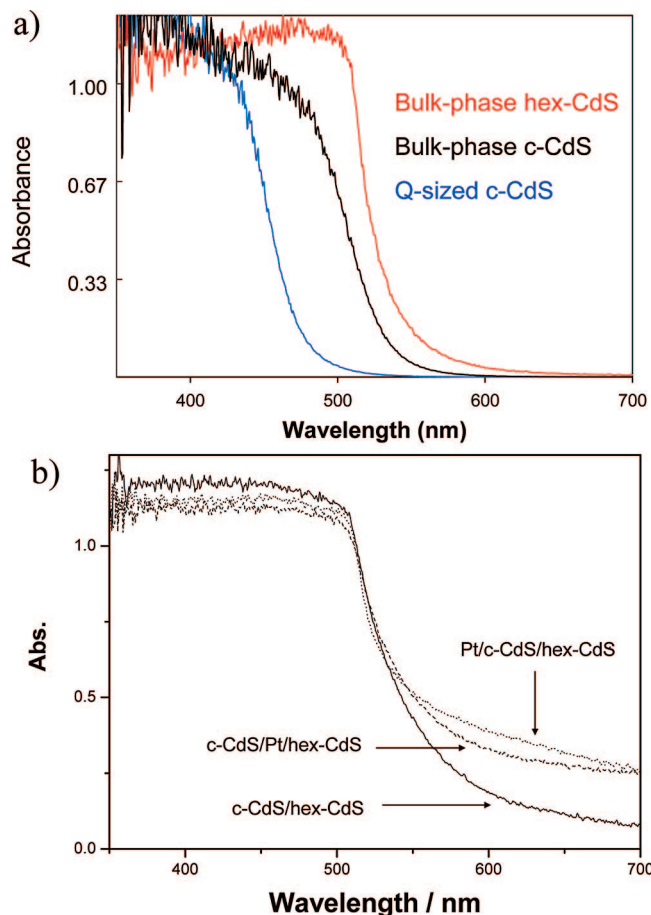 a)
Bulk-phase hex-CdS
Bulk-phase c-CdS
Q-sized c-CdS
Absorbance
1.00
0.67
0.33
400
500
600
700
Wavelength (nm)
b)
Abs.
1.0
0.5
0.0
Pt/c-CdS/hex-CdS
c-CdS/Pt/hex-CdS
c-CdS/hex-CdS
400
500
600
700
Wavelength / nm